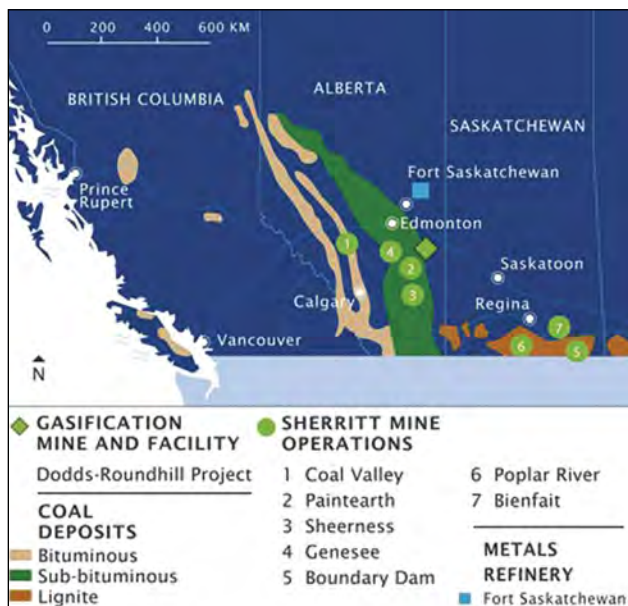 0 200 400 600 KM
BRITISH COLUMBIA
ALBERTA
SASKATCHEWAN
Prince
Rupert
Fort Saskatchewan
Edmonton
1
4
2
3
Calgary
Saskatoon
Regina
7
6
5
Vancouver
N
GASIFICATION
MINE AND FACILITY
Dodds-Roundhill Project
COAL
DEPOSITS
Bituminous
Sub-bituminous
Lignite
SHERRITT MINE
OPERATIONS
1 Coal Valley
2 Paintearth
3 Sheerness
4 Genesee
5 Boundary Dam
6 Poplar River
7 Bienfait
METALS
REFINERY
Fort Saskatchewan